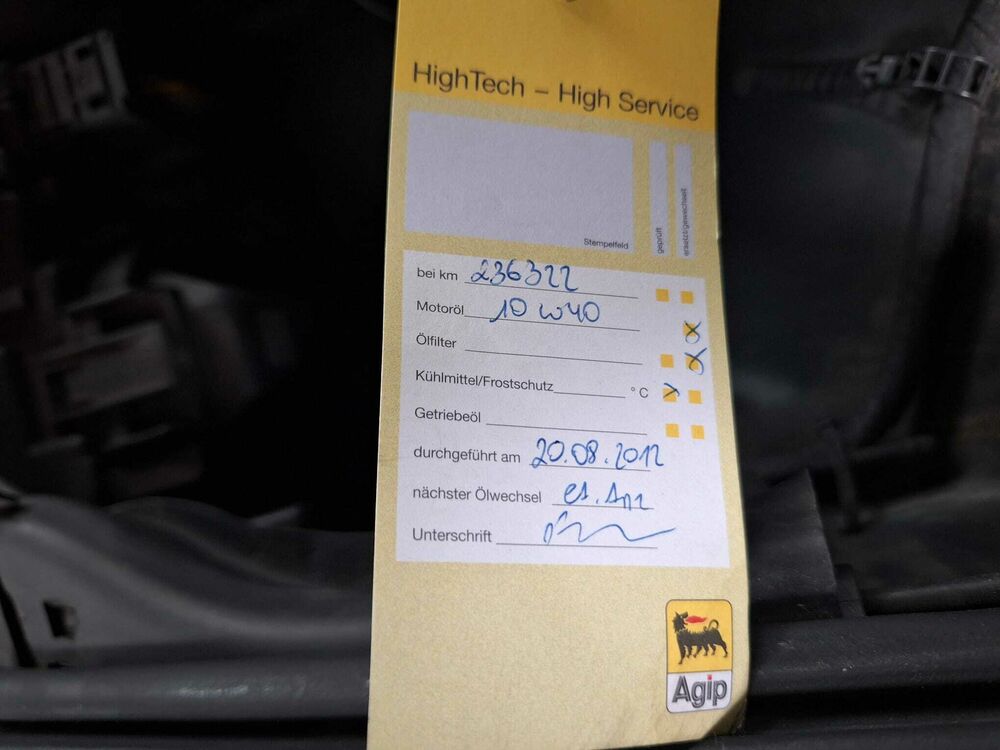 HighTech – High Service
Stempelfeld
geprüft
ersetzt/gewechselt
bei km 236322
Motoröl 10 W40
Ölfilter
Kühlmittel/Frostschutz °C
Getriebeöl
durchgeführt am 20.08.2012
nächster Ölwechsel
Unterschrift
Agip